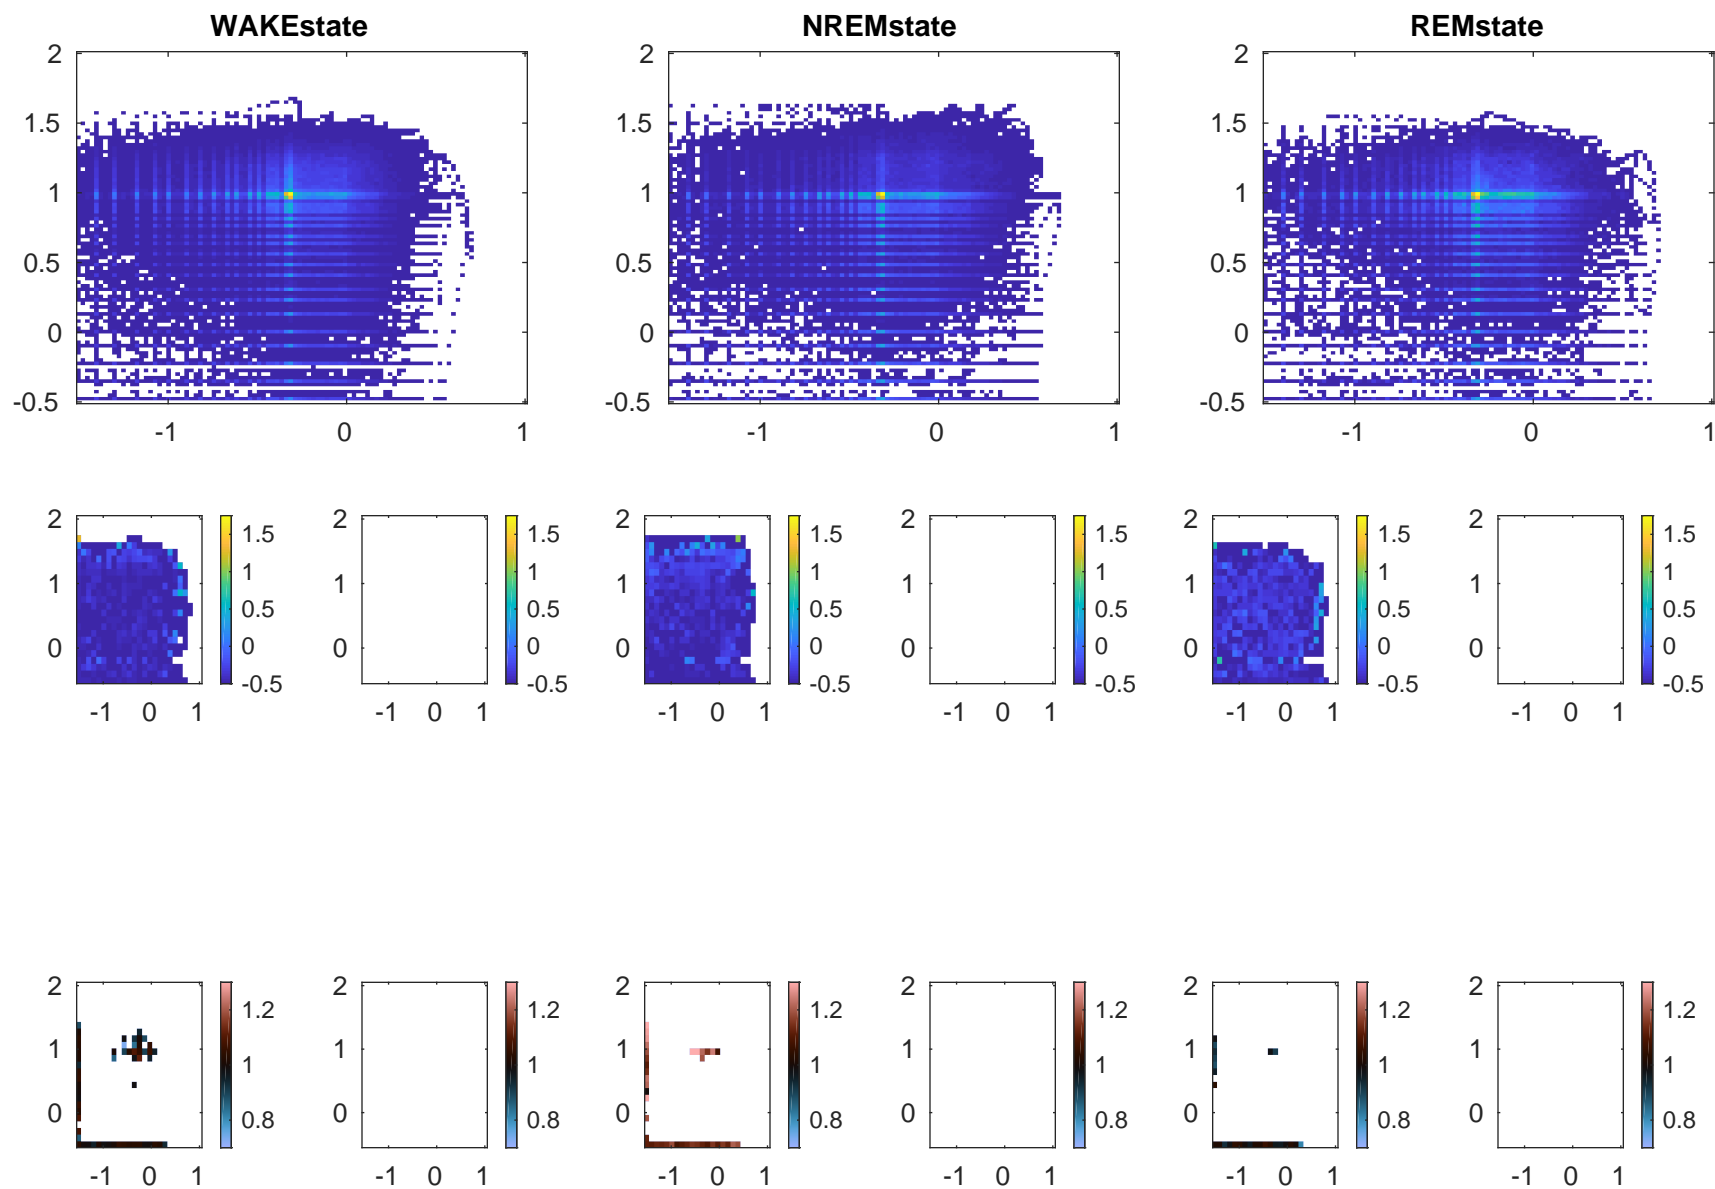 WAKEstate NREMstate REMstate
2 2 2
1.5 1.5 1.5
1 1 1
0.5 0.5 0.5
0 0 0
-0.5 -0.5 -0.5
-1 0 1 -1 0 1 -1 0 1
2 1.5 2 1.5 2 1.5 2 1.5 2 1.5 2 1.5
1 1 1 1 1 1 1 1 1 1 1 1
0.5 0.5 0.5 0.5 0.5 0.5
0 0 0 0 0 0 0 0 0 0 0 0
-0.5 -0.5 -0.5 -0.5 -0.5 -0.5
-1 0 1 -1 0 1 -1 0 1 -1 0 1 -1 0 1 -1 0 1
2 1.2 2 1.2 2 1.2 2 1.2 2 1.2 2 1.2
1 1 1 1 1 1 1 1 1 1 1 1
0 0.8 0 0.8 0 0.8 0 0.8 0 0.8 0 0.8
-1 0 1 -1 0 1 -1 0 1 -1 0 1 -1 0 1 -1 0 1